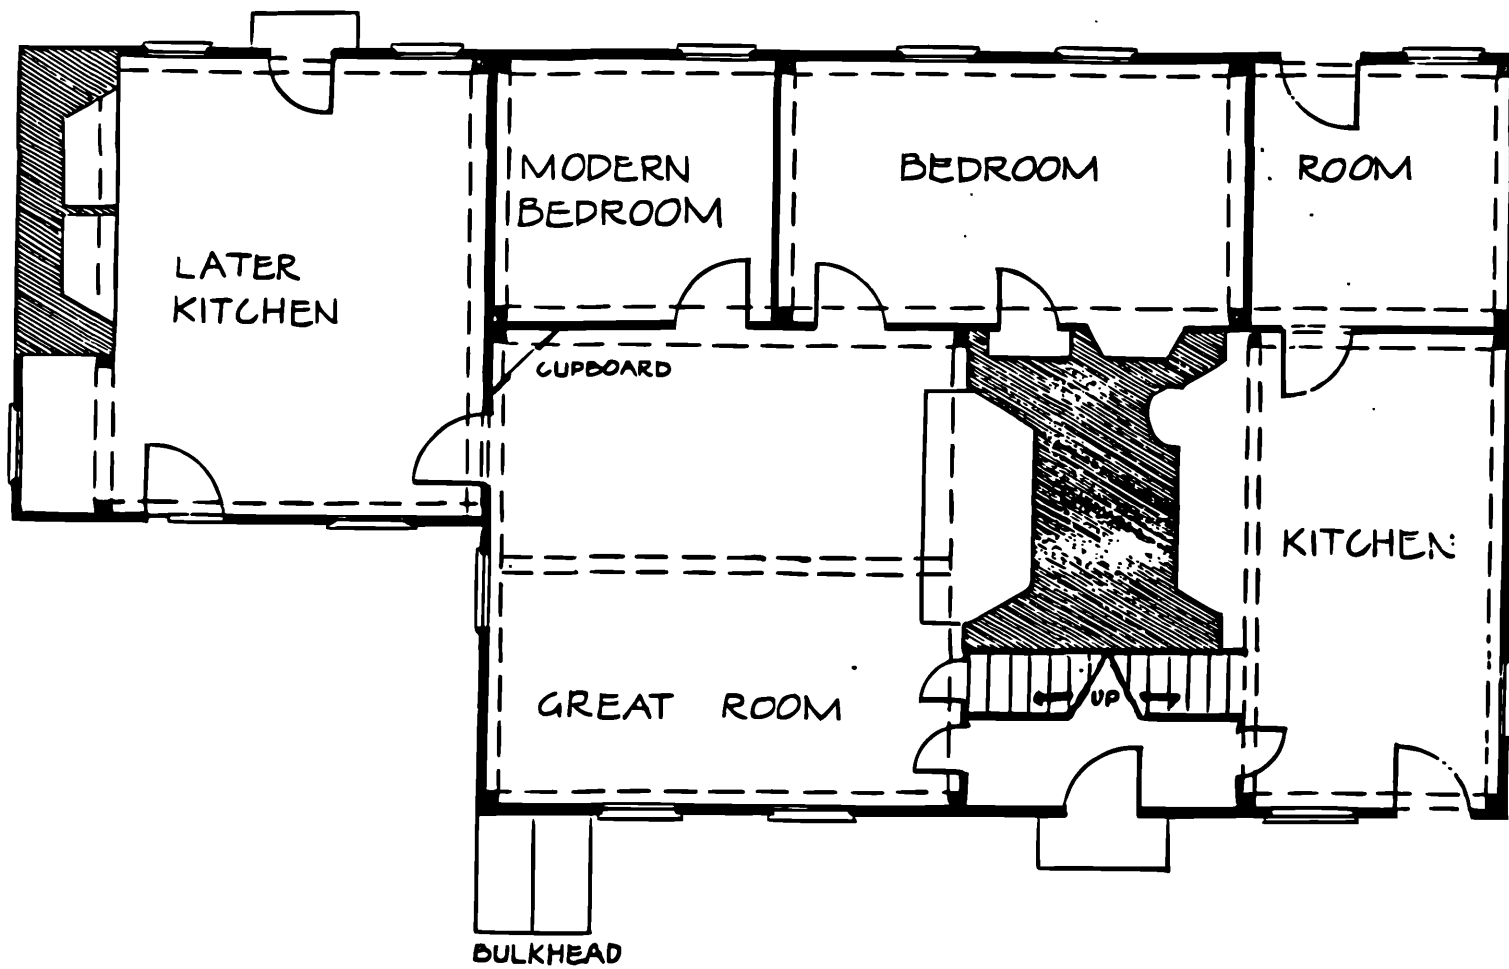 MODERN
BEDROOM
BEDROOM
ROOM
LATER
KITCHEN
CUPBOARD
KITCHEN
GREAT ROOM
UP
BULKHEAD